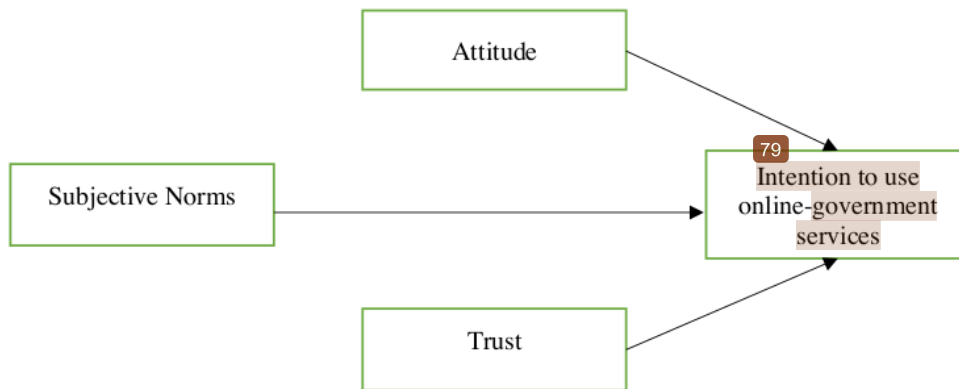 Attitude
79
Subjective Norms
Intention to use
online-government
services
Trust